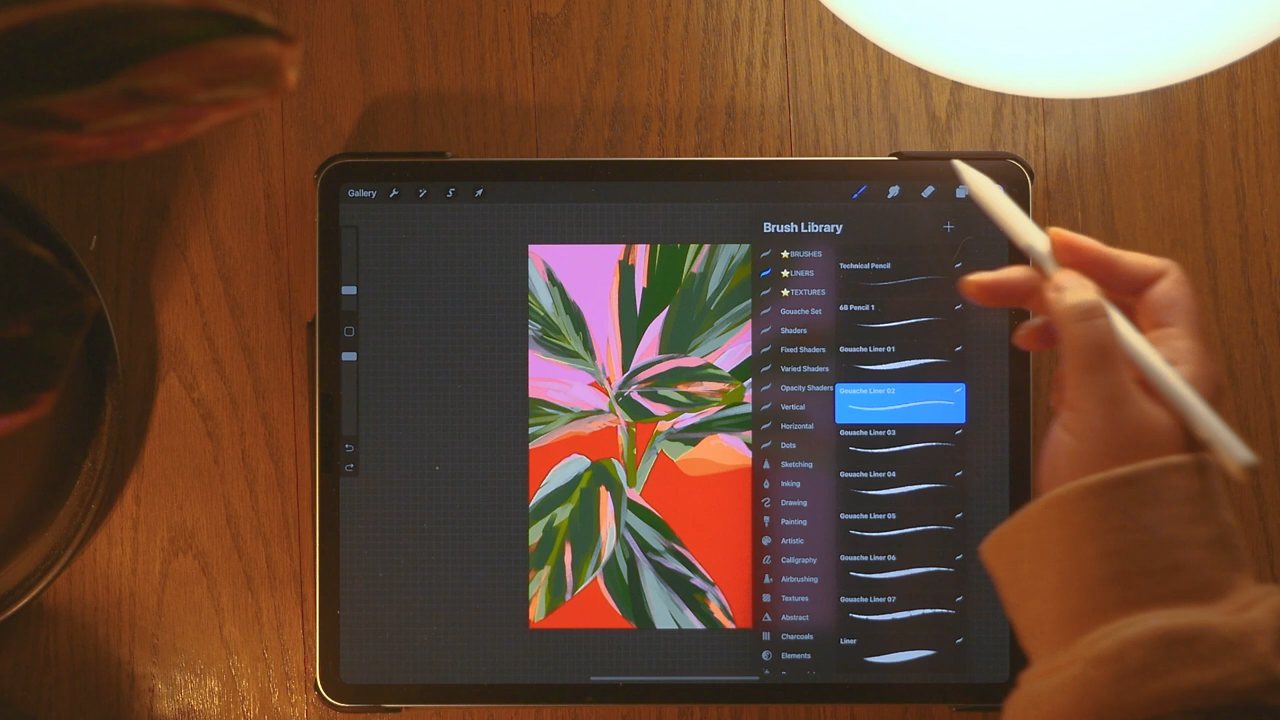 Gallery
Brush Library
⭐BRUSHES
⭐LINERS
⭐TEXTURES
Gouache Set
Shaders
Fixed Shaders
Varied Shaders
Opacity Shaders
Vertical
Horizontal
Dots
Sketching
Inking
Drawing
Painting
Artistic
Calligraphy
Airbrushing
Textures
Abstract
Charcoals
Elements
Technical Pencil
6B Pencil 1
Gouache Liner 01
Gouache Liner 02
Gouache Liner 03
Gouache Liner 04
Gouache Liner 05
Gouache Liner 06
Gouache Liner 07
Liner